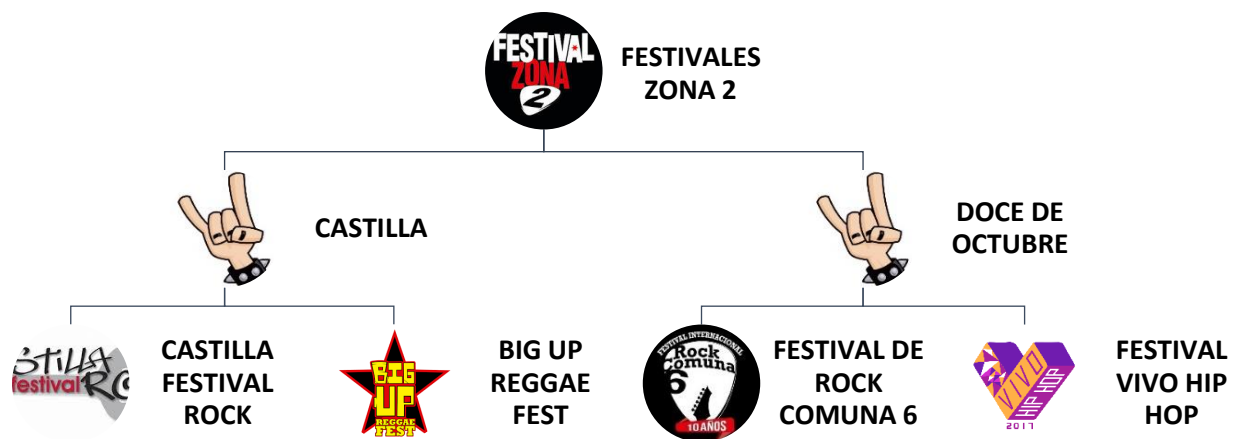 FESTIVAL
ZONA
2
FESTIVALES
ZONA 2
CASTILLA
DOCE DE
OCTUBRE
festival
CASTILLA
FESTIVAL
ROCK
BIG
UP
REGGAE
FEST
BIG UP
REGGAE
FEST
FESTIVAL INTERNACIONAL
Rock
Comuna
6
10 AÑOS
FESTIVAL DE
ROCK
COMUNA 6
VIVO
HIP HOP
2017
FESTIVAL
VIVO HIP
HOP